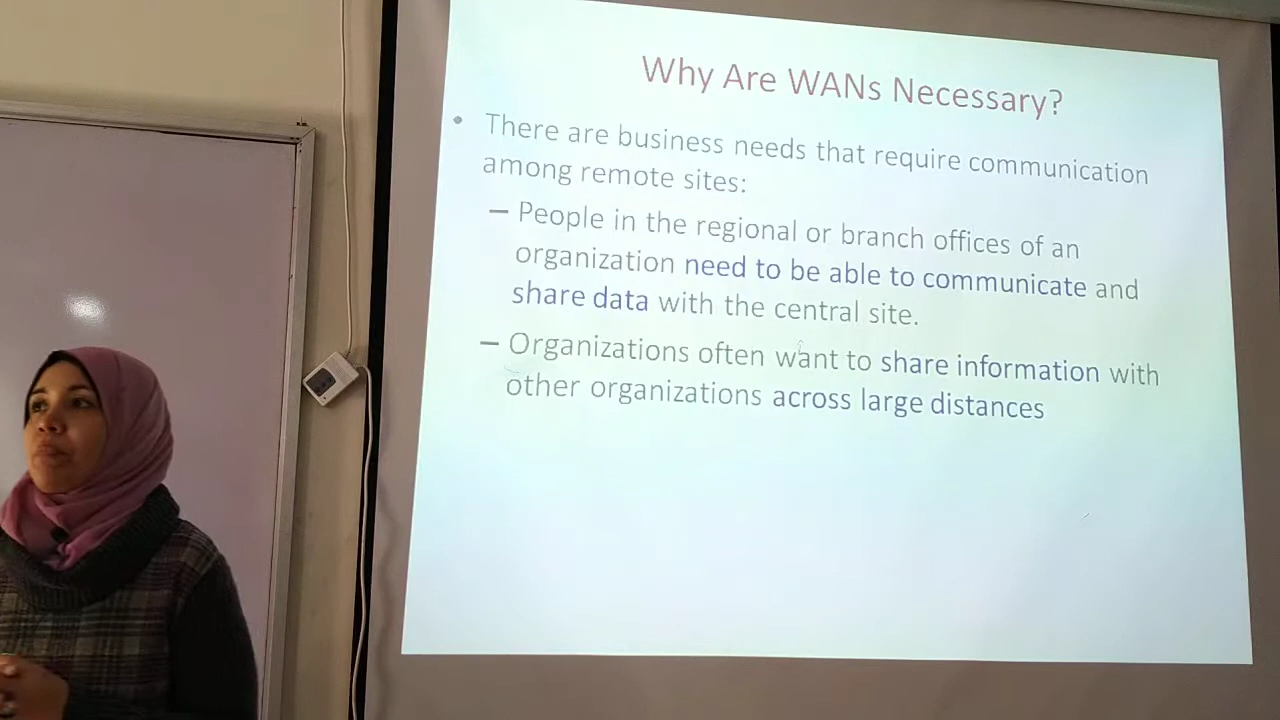 Why Are WANs Necessary?
• There are business needs that require communication
among remote sites:
– People in the regional or branch offices of an
organization need to be able to communicate and
share data with the central site.
– Organizations often want to share information with
other organizations across large distances